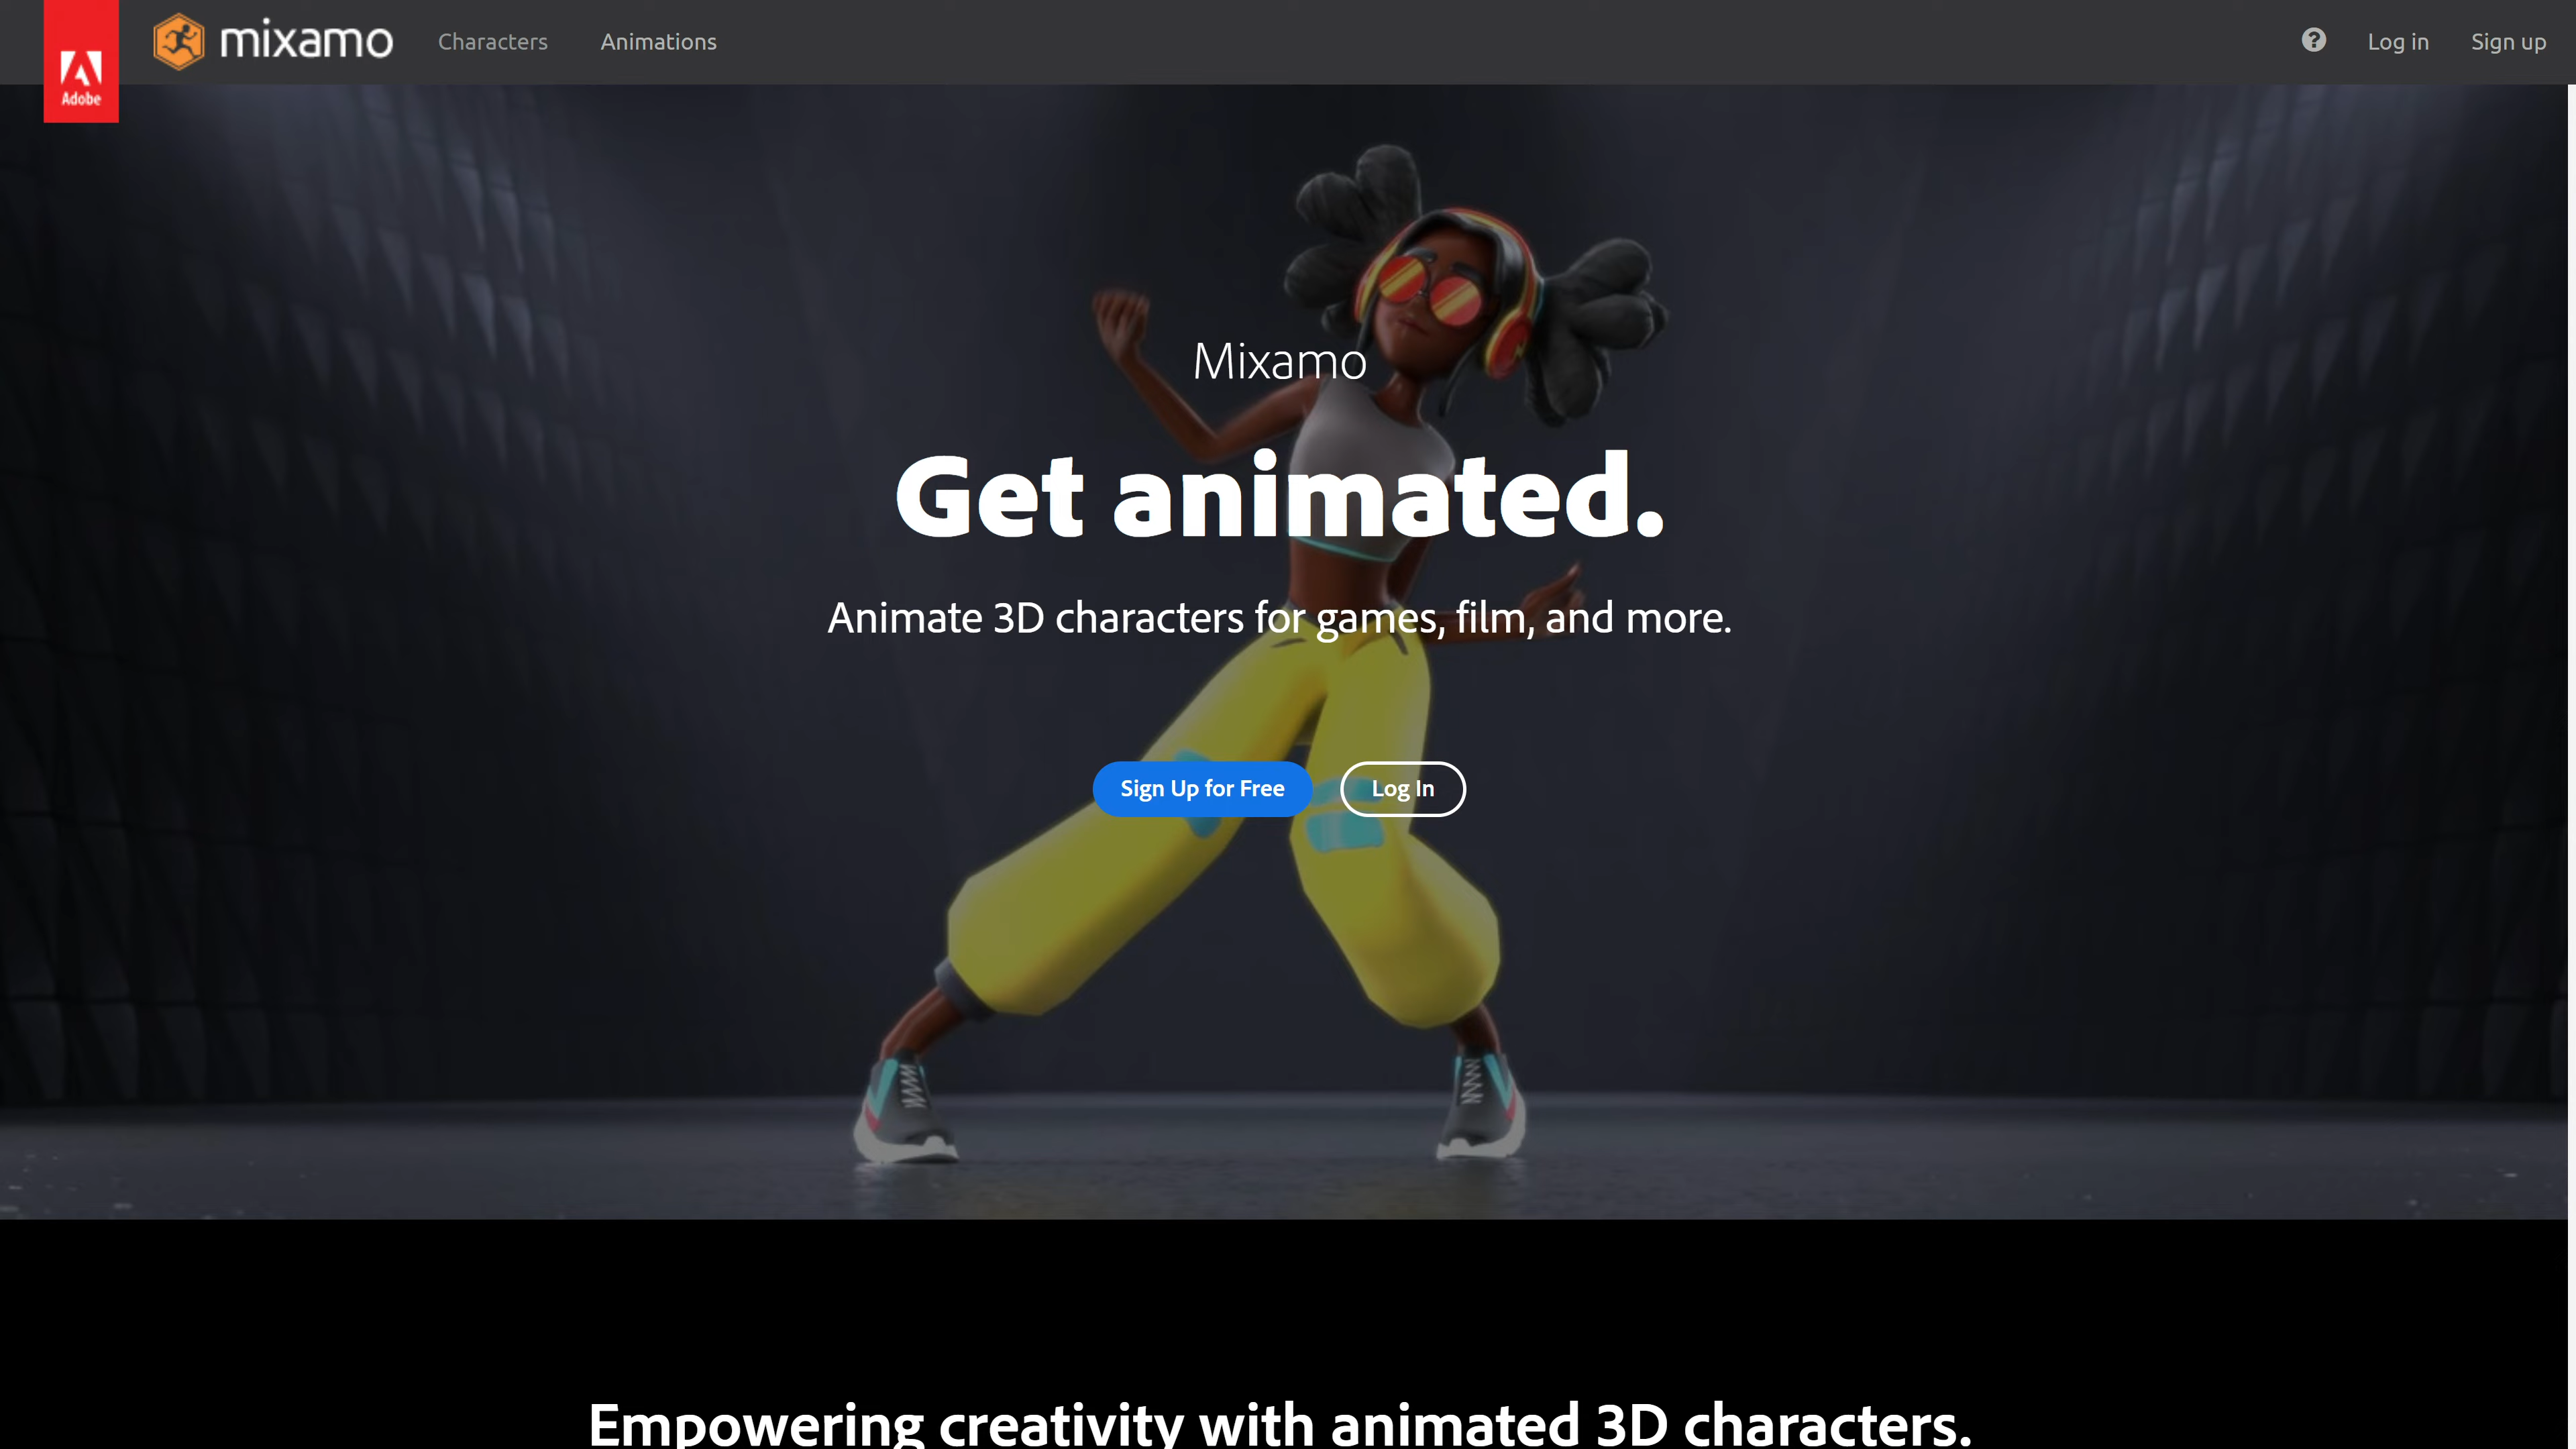 Adobe
mixamo
Characters
Animations
?
Log in
Sign up
Mixamo
Get animated.
Animate 3D characters for games, film, and more.
Sign Up for Free
Log In
Empowering creativity with animated 3D characters.